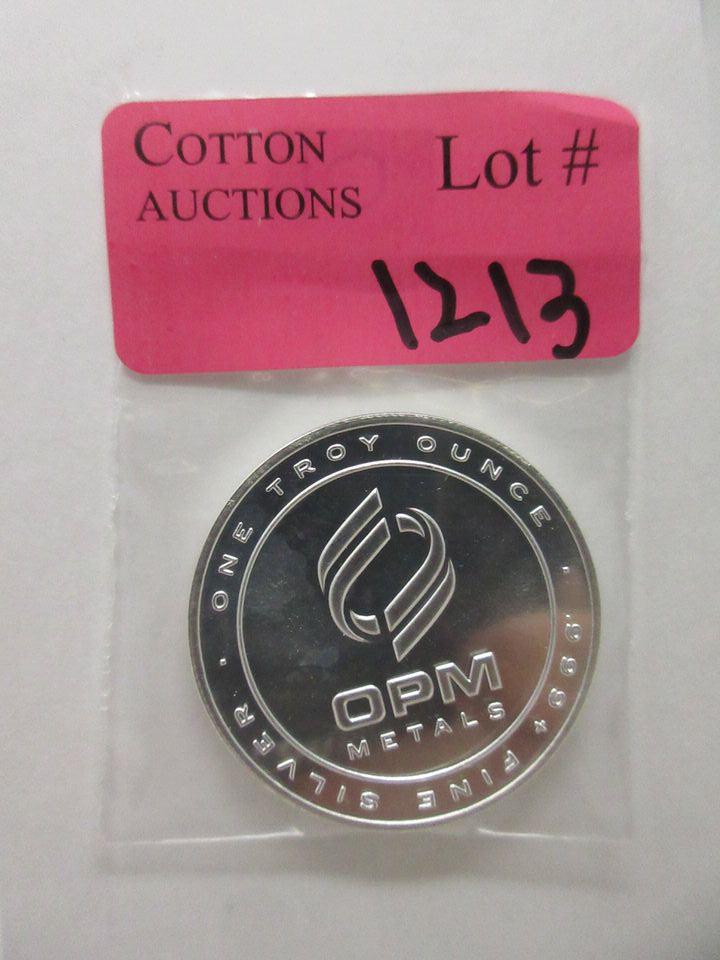 COTTON
AUCTIONS
Lot #
1213
· ONE TROY OUNCE ·
.999+ FINE SILVER
OPM
METALS